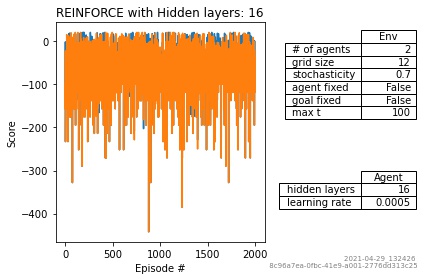 REINFORCE with Hidden layers: 16
0
−100
−200
−300
−400
Score
0
500
1000
1500
2000
Episode #
Env
# of agents 2
grid size 12
stochasticity 0.7
agent fixed False
goal fixed False
max t 100
Agent
hidden layers 16
learning rate 0.0005
2021-04-29_132426
8c96a7ea-0fbc-41e9-a001-2776dd313c25